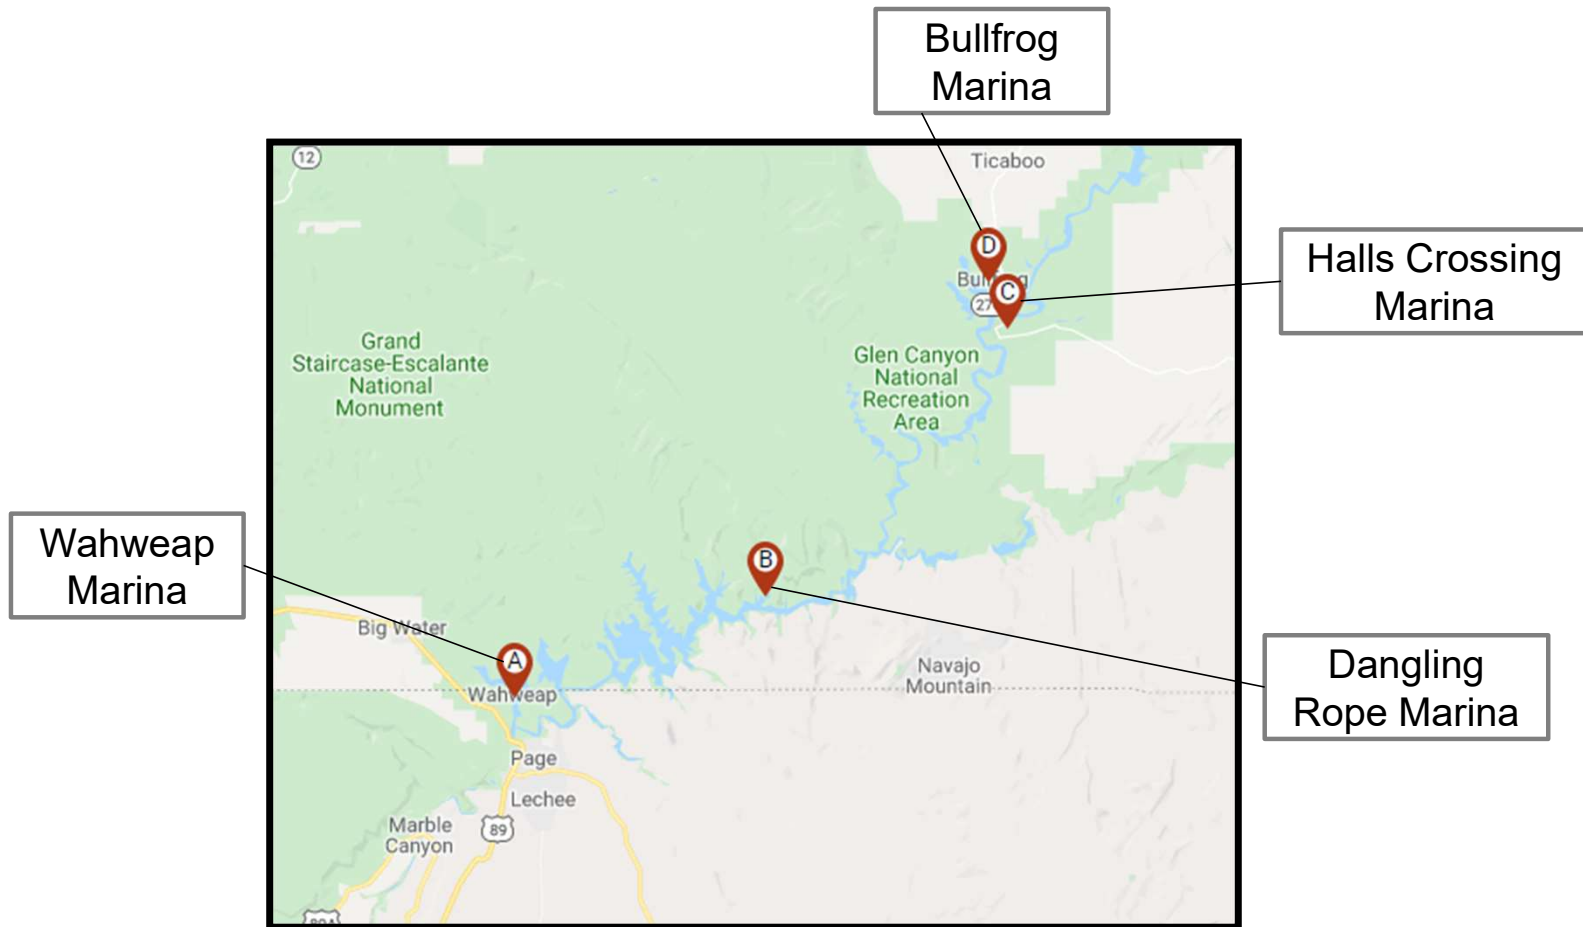 Bullfrog
Marina
12
Ticaboo
D
Halls Crossing
Marina
C
Grand
Staircase-Escalante
National
Monument
Glen Canyon
National
Recreation
Area
Wahweap
Marina
B
Big Water
A
Wahweap
Navajo
Mountain
Dangling
Rope Marina
Page
Lechee
Marble
Canyon
89